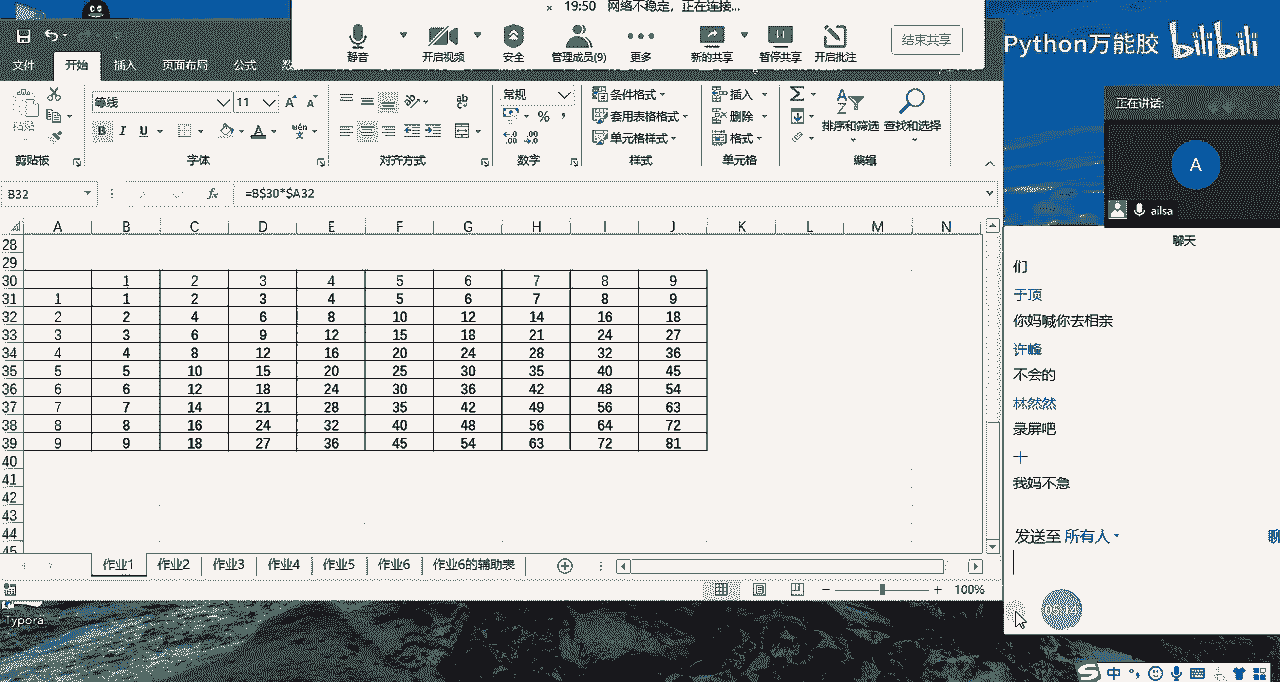 19:50 网络不稳定，正在连接...
静音 开启视频 安全 管理成员(9) 更多 新的共享 暂停共享 开启批注 结束共享
Python万能胶 bilibili
件 开始 插入 页面布局 公式 数
等线 11 常规 条件格式 插入
B I U 套用表格格式 删除 排序和筛选 查找和选择
单元格样式 格式
剪贴板 字体 对齐方式 数字 样式 单元格 编辑
正在讲话:
A
ailsa
B32 fx =B$30*$A32
A B C D E F G H I J K L M N
28
29
30 1 2 3 4 5 6 7 8 9
31 1 1 2 3 4 5 6 7 8 9
32 2 2 4 6 8 10 12 14 16 18
33 3 3 6 9 12 15 18 21 24 27
34 4 4 8 12 16 20 24 28 32 36
35 5 5 10 15 20 25 30 35 40 45
36 6 6 12 18 24 30 36 42 48 54
37 7 7 14 21 28 35 42 49 56 63
38 8 8 16 24 32 40 48 56 64 72
39 9 9 18 27 36 45 54 63 72 81
40
41
42
43
44
45
作业1 作业2 作业3 作业4 作业5 作业6 作业6的辅助表
100%
聊天
们
于顶
你妈喊你去相亲
许峰
不会的
林然然
录屏吧
十
我妈不急
发送至 所有人 聊
Typora
中